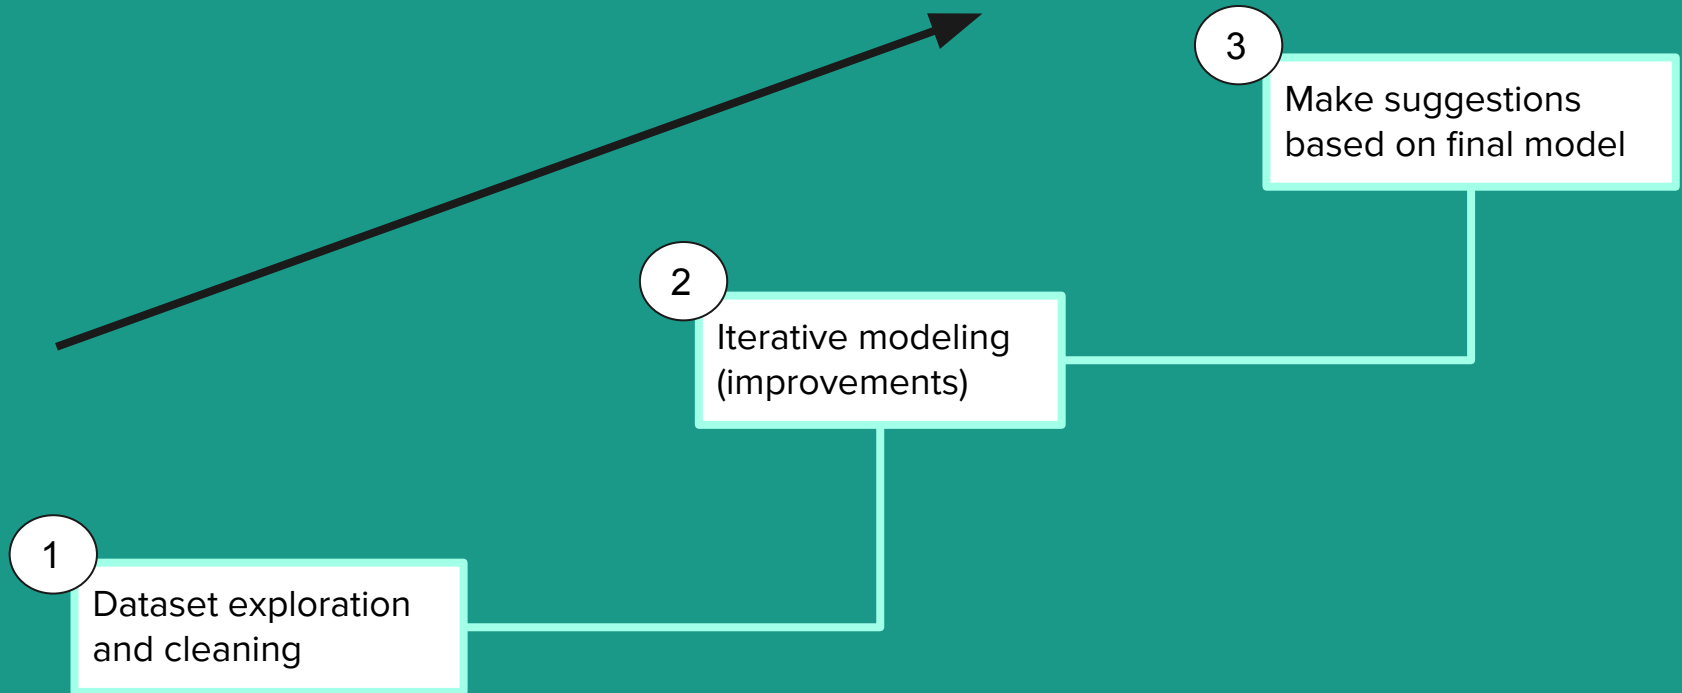 1
Dataset exploration
and cleaning
2
Iterative modeling
(improvements)
3
Make suggestions
based on final model